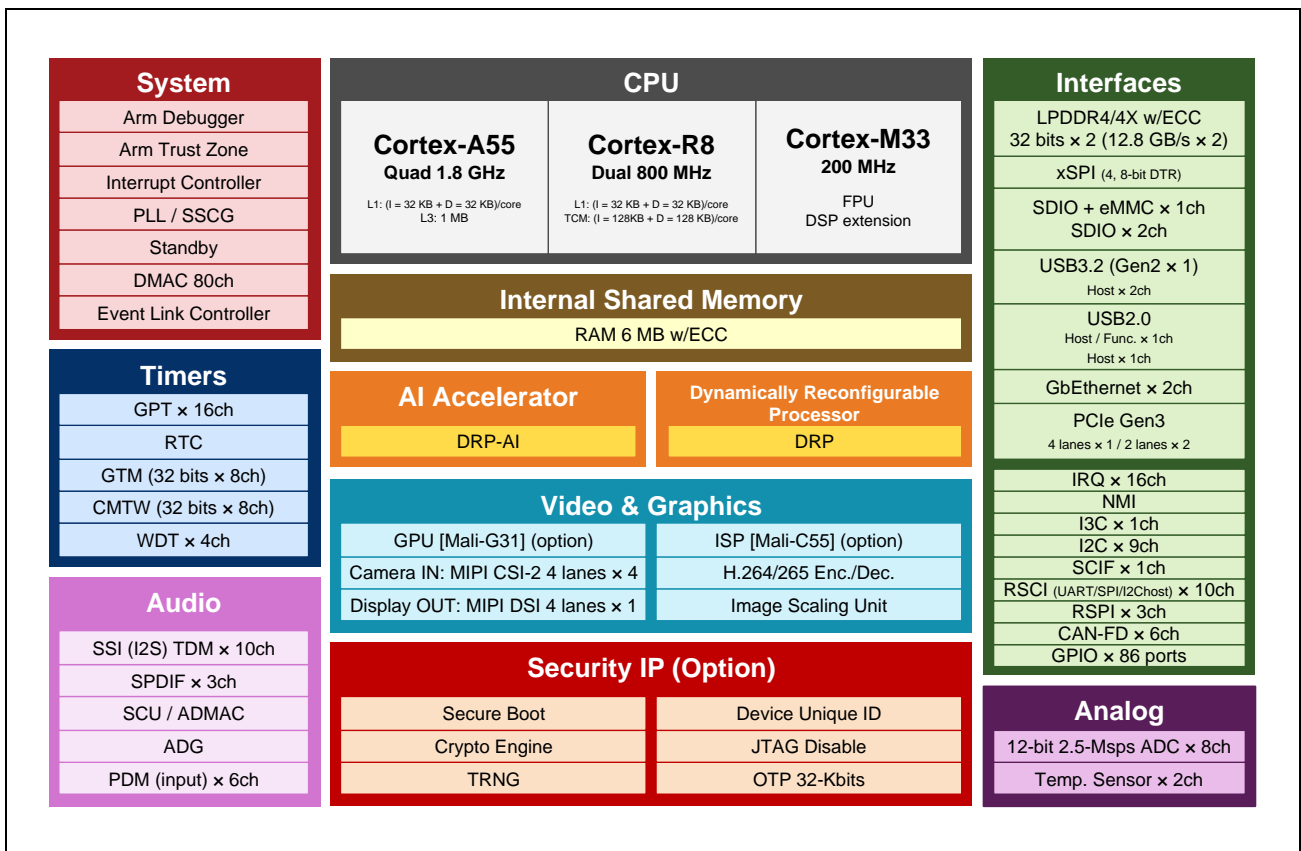 System
Arm Debugger
Arm Trust Zone
Interrupt Controller
PLL / SSCG
Standby
DMAC 80ch
Event Link Controller
Timers
GPT × 16ch
RTC
GTM (32 bits × 8ch)
CMTW (32 bits × 8ch)
WDT × 4ch
Audio
SSI (I2S) TDM × 10ch
SPDIF × 3ch
SCU / ADMAC
ADG
PDM (input) × 6ch
CPU
Cortex-A55
Quad 1.8 GHz
L1: (I = 32 KB + D = 32 KB)/core
L3: 1 MB
Cortex-R8
Dual 800 MHz
L1: (I = 32 KB + D = 32 KB)/core
TCM: (I = 128KB + D = 128 KB)/core
Cortex-M33
200 MHz
FPU
DSP extension
Internal Shared Memory
RAM 6 MB w/ECC
AI Accelerator
DRP-AI
Dynamically Reconfigurable
Processor
DRP
Video & Graphics
GPU [Mali-G31] (option)
ISP [Mali-C55] (option)
Camera IN: MIPI CSI-2 4 lanes × 4
H.264/265 Enc./Dec.
Display OUT: MIPI DSI 4 lanes × 1
Image Scaling Unit
Security IP (Option)
Secure Boot
Device Unique ID
Crypto Engine
JTAG Disable
TRNG
OTP 32-Kbits
Interfaces
LPDDR4/4X w/ECC
32 bits × 2 (12.8 GB/s × 2)
xSPI (4, 8-bit DTR)
SDIO + eMMC × 1ch
SDIO × 2ch
USB3.2 (Gen2 × 1)
Host × 2ch
USB2.0
Host / Func. × 1ch
Host × 1ch
GbEthernet × 2ch
PCIe Gen3
4 lanes × 1 / 2 lanes × 2
IRQ × 16ch
NMI
I3C × 1ch
I2C × 9ch
SCIF × 1ch
RSCI (UART/SPI/I2Chost) × 10ch
RSPI × 3ch
CAN-FD × 6ch
GPIO × 86 ports
Analog
12-bit 2.5-Msps ADC × 8ch
Temp. Sensor × 2ch